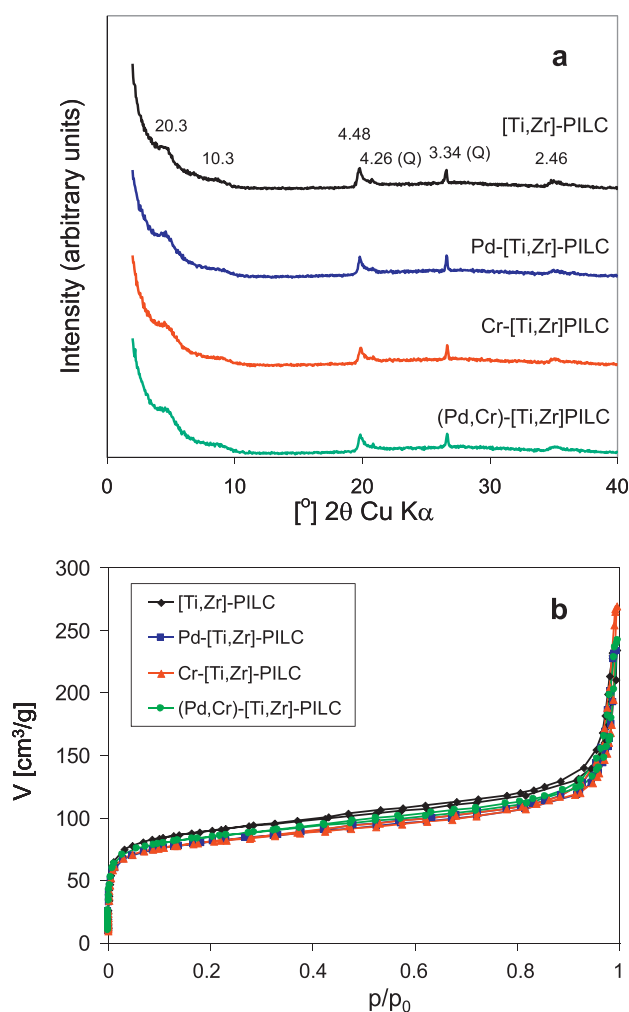 a
Intensity (arbitrary units)
[Ti,Zr]-PILC
20.3
10.3
4.48
4.26 (Q)
3.34 (Q)
2.46
Pd-[Ti,Zr]-PILC
Cr-[Ti,Zr]PILC
(Pd,Cr)-[Ti,Zr]PILC
0 10 20 30 40
[°] 2θ Cu Kα
b
V [cm³/g]
300
250
200
150
100
50
0
[Ti,Zr]-PILC
Pd-[Ti,Zr]-PILC
Cr-[Ti,Zr]-PILC
(Pd,Cr)-[Ti,Zr]-PILC
0 0.2 0.4 0.6 0.8 1
p/p₀